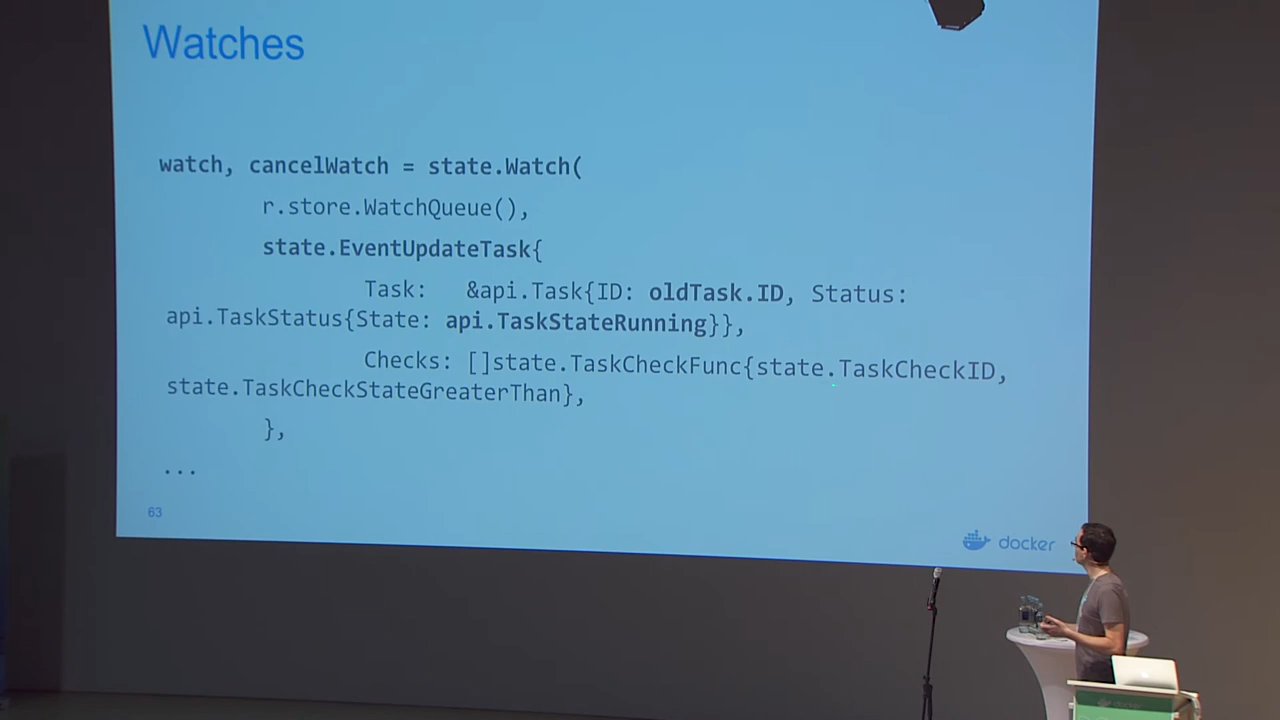 Watches
watch, cancelWatch = state.Watch(
r.store.WatchQueue(),
state.EventUpdateTask{
Task: &api.Task{ID: oldTask.ID, Status:
api.TaskStatus{State: api.TaskStateRunning}},
Checks: []state.TaskCheckFunc{state.TaskCheckID,
state.TaskCheckStateGreaterThan},
},
...
63
docker
docker